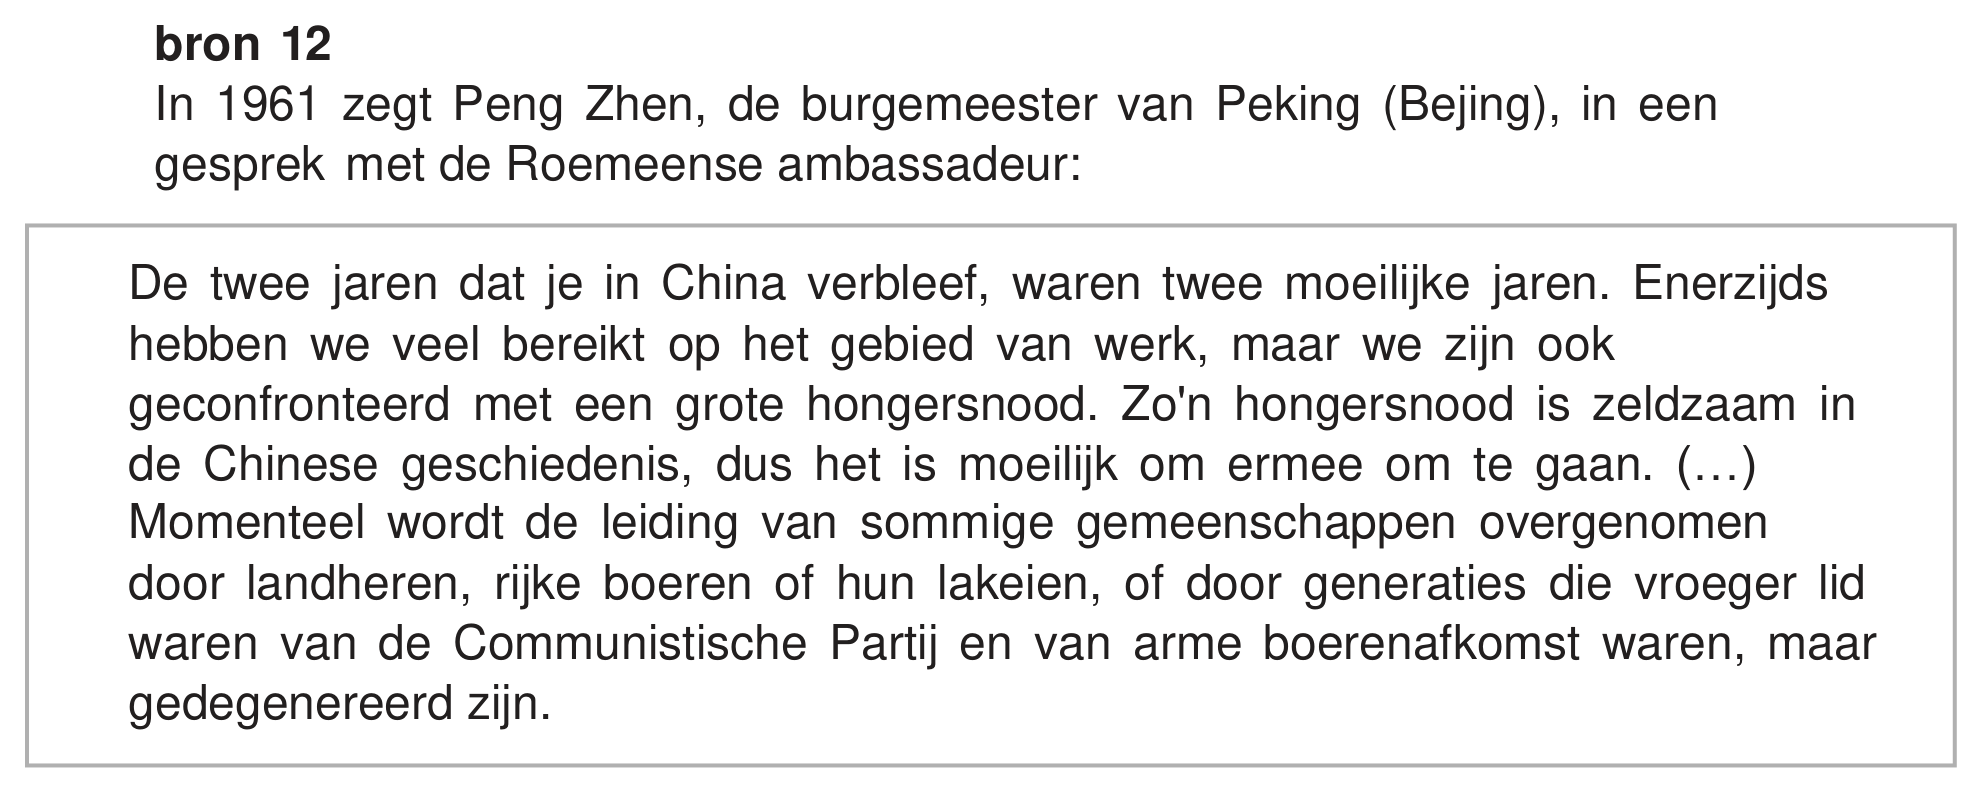 bron 12
In 1961 zegt Peng Zhen, de burgemeester van Peking (Bejing), in een
gesprek met de Roemeense ambassadeur:
De twee jaren dat je in China verbleef, waren twee moeilijke jaren. Enerzijds
hebben we veel bereikt op het gebied van werk, maar we zijn ook
geconfronteerd met een grote hongersnood. Zo'n hongersnood is zeldzaam in
de Chinese geschiedenis, dus het is moeilijk om ermee om te gaan. (…)
Momenteel wordt de leiding van sommige gemeenschappen overgenomen
door landheren, rijke boeren of hun lakeien, of door generaties die vroeger lid
waren van de Communistische Partij en van arme boerenafkomst waren, maar
gedegenereerd zijn.